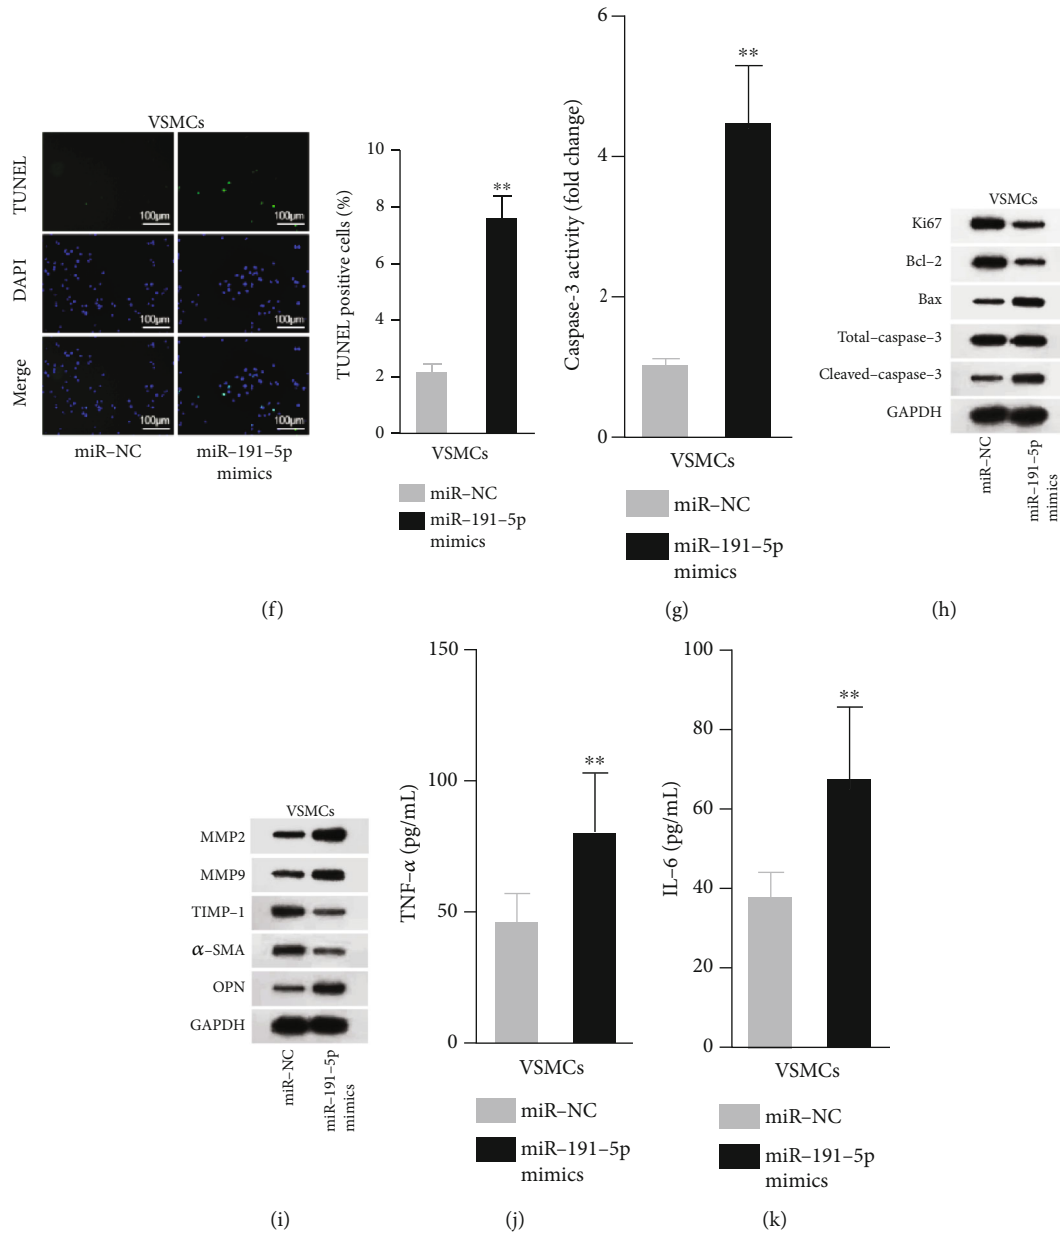 VSMCs
TUNEL
100μm
100μm
DAPI
100μm
100μm
Merge
100μm
100μm
miR–NC
miR–191–5p
mimics
TUNEL positive cells (%)
10
8
6
4
2
0
**
VSMCs
miR–NC
miR–191–5p
mimics
(f)
Caspase-3 activity (fold change)
6
4
2
0
**
VSMCs
miR–NC
miR–191–5p
mimics
(g)
VSMCs
Ki67
Bcl–2
Bax
Total–caspase–3
Cleaved–caspase–3
GAPDH
miR–NC
miR–191–5p
mimics
(h)
VSMCs
MMP2
MMP9
TIMP–1
α–SMA
OPN
GAPDH
miR–NC
miR–191–5p
mimics
(i)
TNF–α (pg/mL)
150
100
50
0
**
VSMCs
miR–NC
miR–191–5p
mimics
(j)
IL–6 (pg/mL)
100
80
60
40
20
0
**
VSMCs
miR–NC
miR–191–5p
mimics
(k)